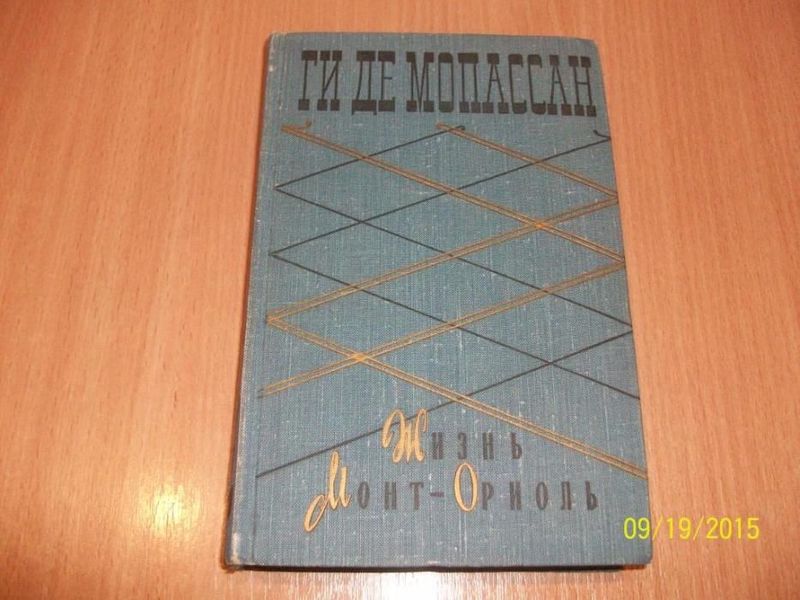 ГИ ДЕ МОПАССАН
Жизнь
Монт-Ориоль
09/19/2015